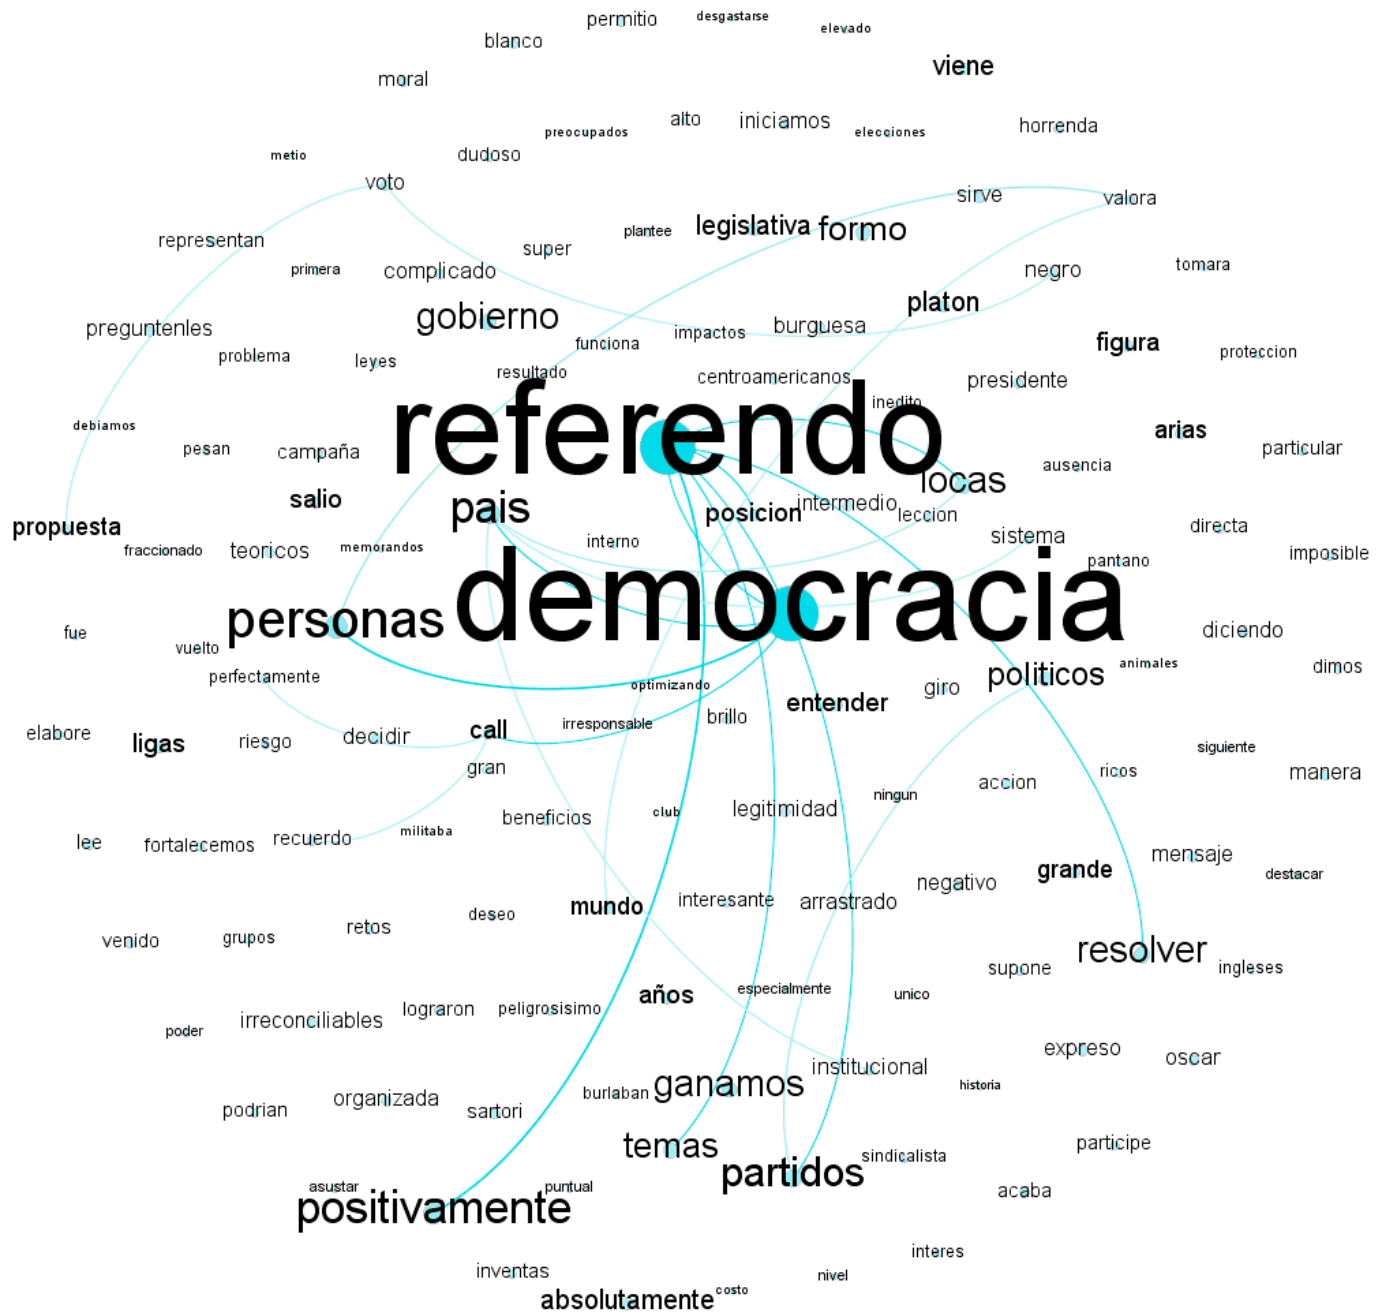 permitio
desgastarse
elevado
blanco
viene
moral
alto
iniciamos
horrenda
preocupados
elecciones
metio
dudoso
voto
sirve
valora
plantee
legislativa
formo
representan
super
primera
complicado
negro
tomara
gobierno
platon
preguntenles
impactos
burguesa
funciona
figura
problema
leyes
proteccion
resultado
centroamericanos
presidente
inedito
debiamos
referendo
arias
pesan
campaña
particular
ausencia
locas
salio
pais
posicion
intermedio
leccion
propuesta
directa
fraccionado
teoricos
memorandos
interno
sistema
imposible
pantano
democracia
personas
fue
diciendo
vuelto
animales
dimos
perfectamente
politicos
optimizando
giro
entender
elabore
ligas
riesgo
decidir
call
irresponsable
brillo
siguiente
gran
accion
ricos
manera
ningun
beneficios
club
legitimidad
militaba
lee
fortalecemos
recuerdo
mensaje
grande
destacar
negativo
deseo
mundo
interesante
arrastrado
venido
grupos
retos
resolver
supone
ingleses
años
especialmente
unico
lograron
peligrosisimo
poder
irreconciliables
expreso
oscar
institucional
ganamos
historia
burlaban
podrian
organizada
sartori
temas
participe
partidos
sindicalista
asustar
puntual
acaba
positivamente
interes
inventas
nivel
absolutamente
costo